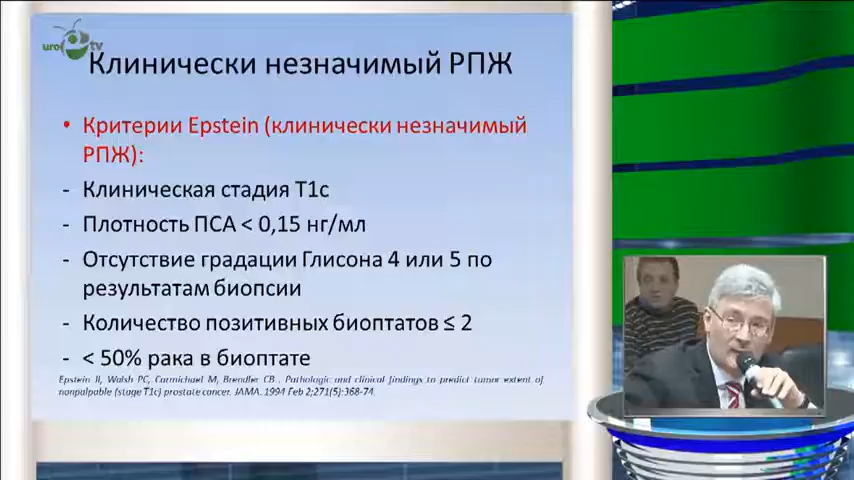 uro tv
Клинически незначимый РПЖ
• Критерии Epstein (клинически незначимый
РПЖ):
- Клиническая стадия T1c
- Плотность ПСА < 0,15 нг/мл
- Отсутствие градации Глисона 4 или 5 по
результатам биопсии
- Количество позитивных биоптатов ≤ 2
- < 50% рака в биоптате
Epstein JI, Walsh PC, Carmichael M, Brendler CB.. Pathologic and clinical findings to predict tumor extent of
nonpalpable (stage T1c) prostate cancer. JAMA. 1994 Feb 2;271(5):368-74.